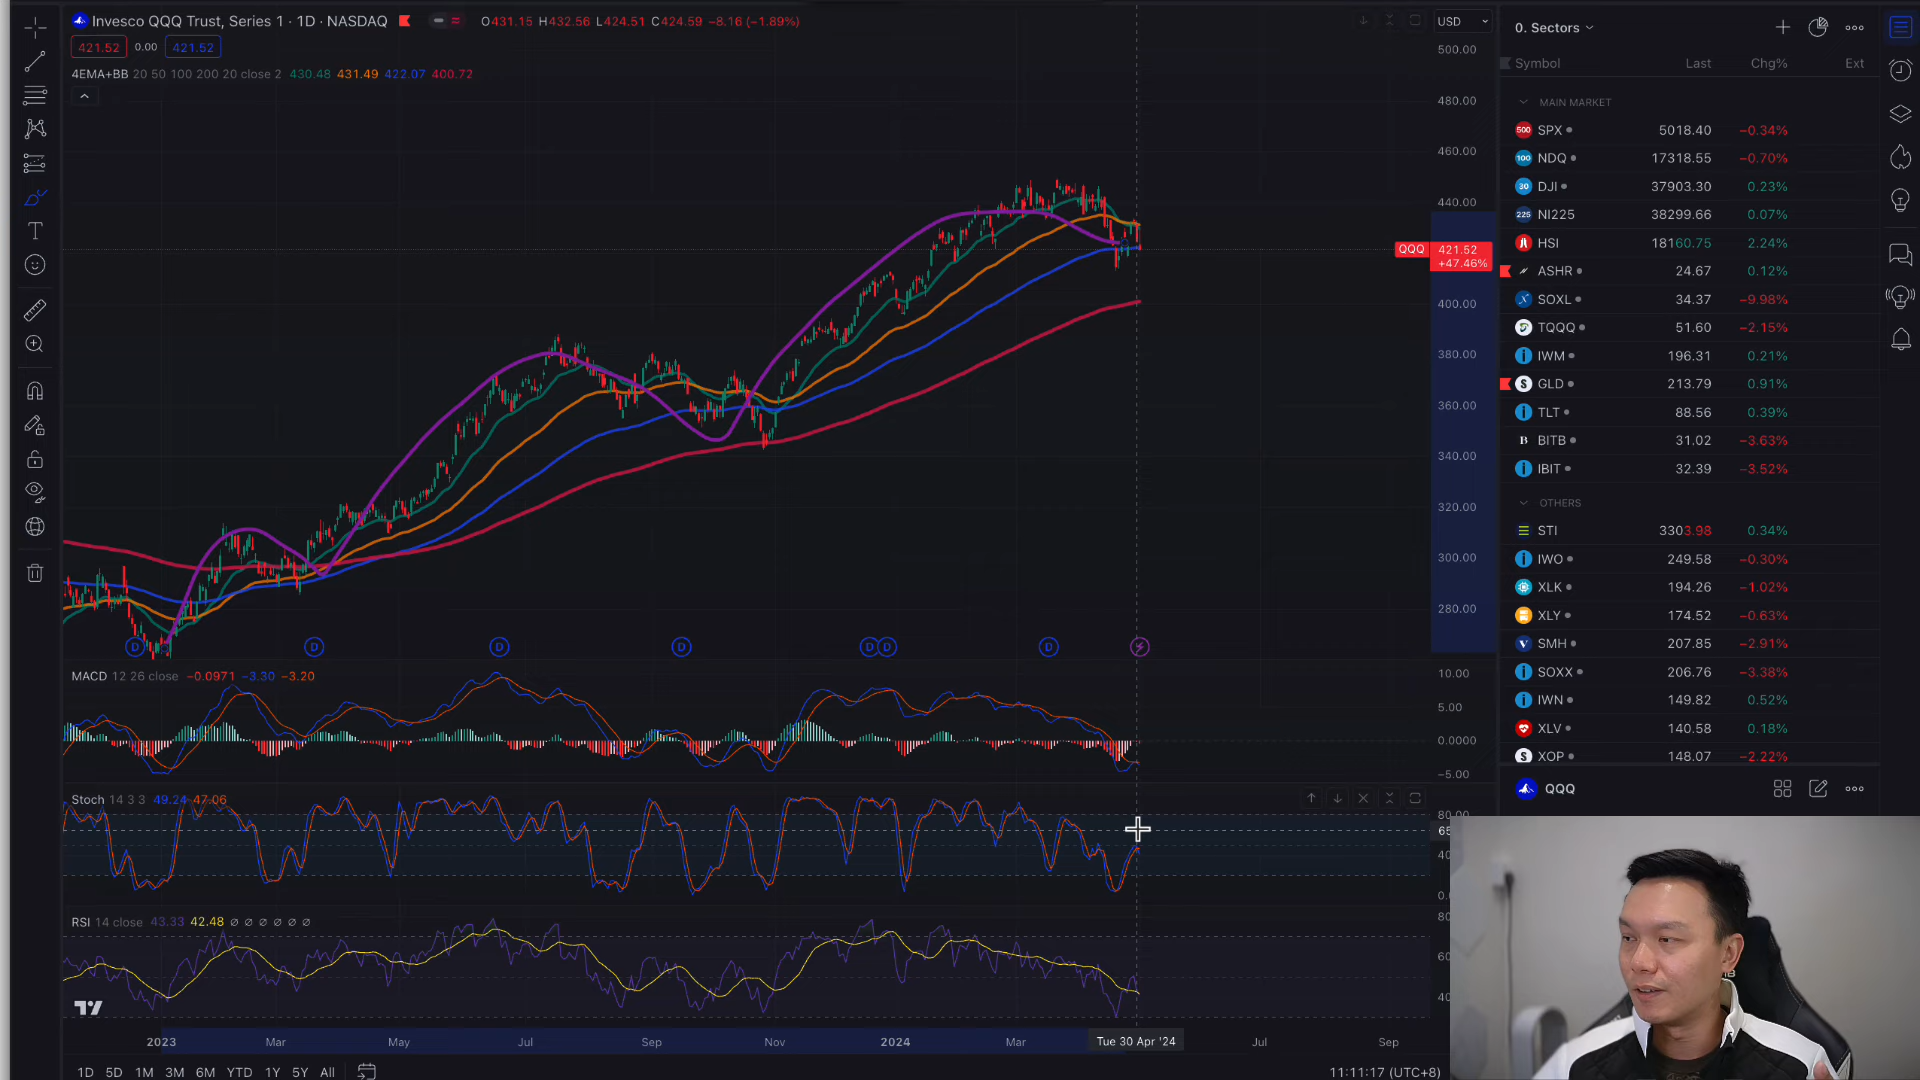 Invesco QQQ Trust, Series 1 · 1D · NASDAQ O431.15 H432.56 L424.51 C424.59 −8.16 (−1.89%)
421.52 0.00 421.52
4EMA+BB 20 50 100 200 20 close 2 430.48 431.49 422.07 400.72
USD
500.00
480.00
460.00
440.00
QQQ 421.52
+47.46%
400.00
380.00
360.00
340.00
320.00
300.00
280.00
D D D D D D D
MACD 12 26 close −0.0971 −3.30 −3.20
10.00
5.00
0.0000
−5.00
Stoch 14 3 3 49.24 47.06
RSI 14 close 43.33 42.48 ∅ ∅ ∅ ∅ ∅ ∅
2023 Mar May Jul Sep Nov 2024 Mar Tue 30 Apr '24 Jul Sep
1D 5D 1M 3M 6M YTD 1Y 5Y All
11:11:17 (UTC+8)
0. Sectors
Symbol Last Chg% Ext
MAIN MARKET
500 SPX 5018.40 −0.34%
100 NDQ 17318.55 −0.70%
30 DJI 37903.30 0.23%
225 NI225 38299.66 0.07%
HSI 18160.75 2.24%
ASHR 24.67 0.12%
SOXL 34.37 −9.98%
TQQQ 51.60 −2.15%
IWM 196.31 0.21%
GLD 213.79 0.91%
TLT 88.56 0.39%
BITB 31.02 −3.63%
IBIT 32.39 −3.52%
OTHERS
STI 3303.98 0.34%
IWO 249.58 −0.30%
XLK 194.26 −1.02%
XLY 174.52 −0.63%
SMH 207.85 −2.91%
SOXX 206.76 −3.38%
IWN 149.82 0.52%
XLV 140.58 0.18%
XOP 148.07 −2.22%
QQQ